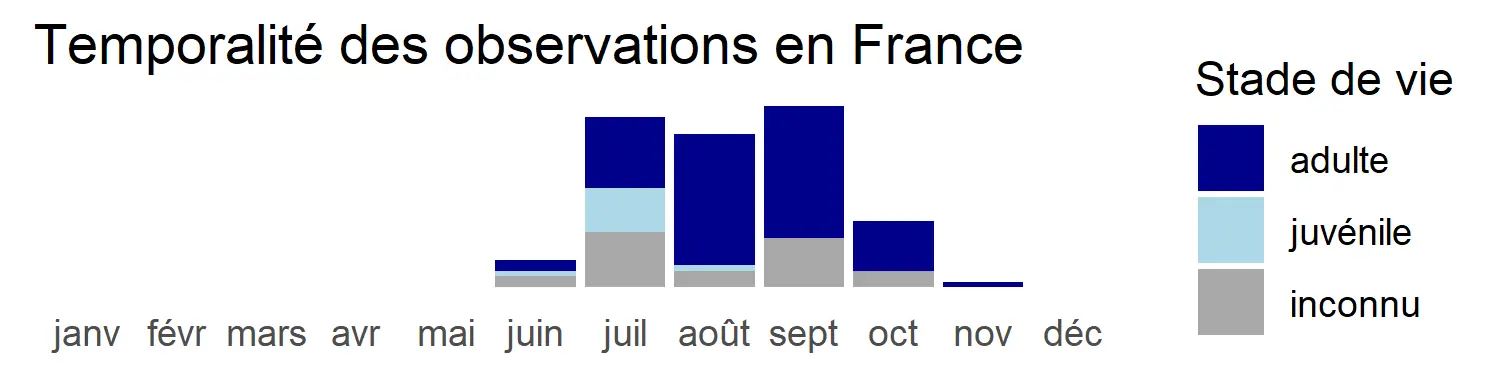 Temporalité des observations en France
Stade de vie
adulte
juvénile
inconnu
janv févr mars avr mai juin juil août sept oct nov déc